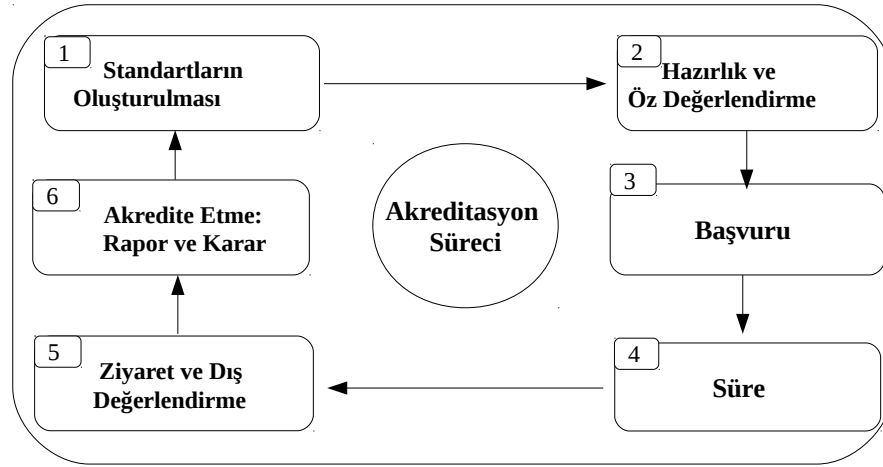 1
Standartların
Oluşturulması
2
Hazırlık ve
Öz Değerlendirme
3
Başvuru
4
Süre
5
Ziyaret ve Dış
Değerlendirme
6
Akredite Etme:
Rapor ve Karar
Akreditasyon
Süreci